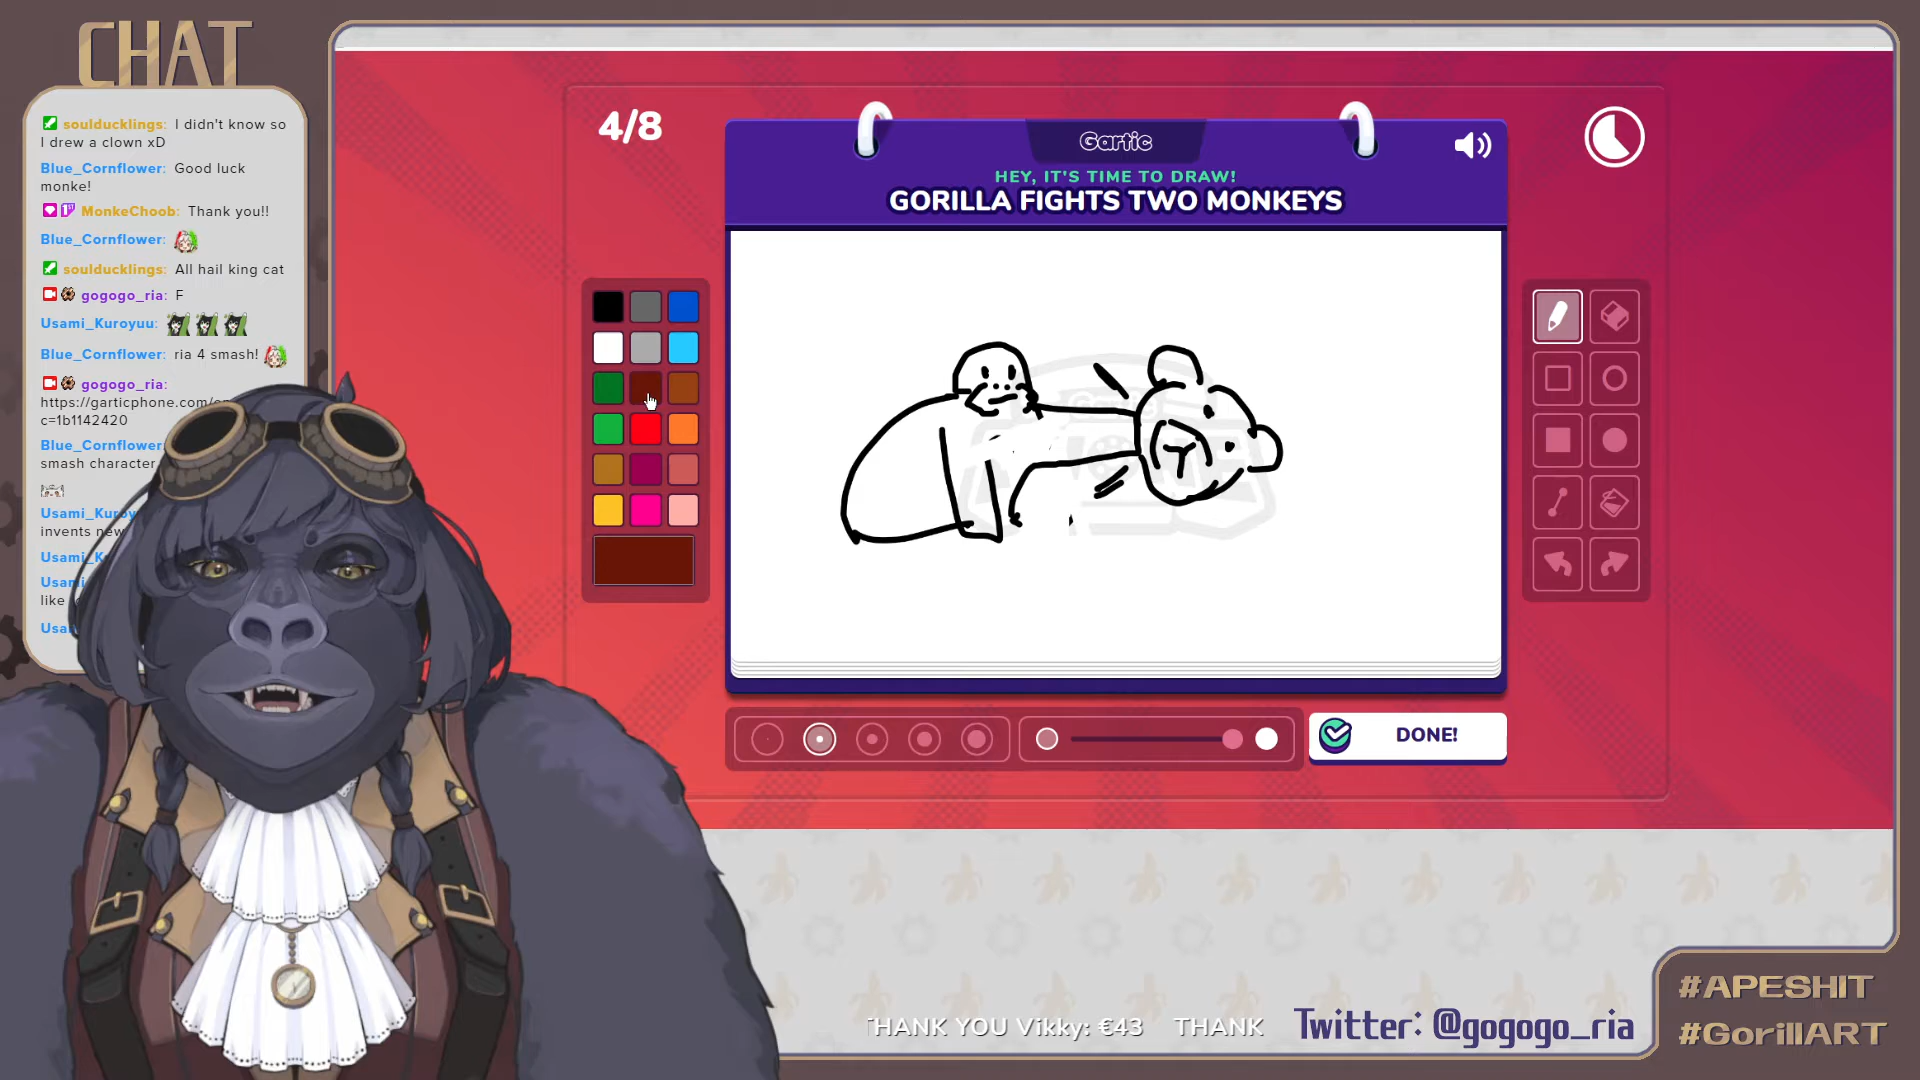 CHAT
soulducklings: I didn't know so
I drew a clown xD
Blue_Cornflower: Good luck
monke!
MonkeChoob: Thank you!!
Blue_Cornflower:
soulducklings: All hail king cat
gogogo_ria: F
Usami_Kuroyuu:
Blue_Cornflower: ria 4 smash!
gogogo_ria:
https://garticphone.com/
c=1b1142420
Blue_Cornflower
smash character
Usami_Kuroy
invents new
Usami_K
Usami
like
Usa
4/8
Gartic
HEY, IT'S TIME TO DRAW!
GORILLA FIGHTS TWO MONKEYS
DONE!
THANK YOU Vikky: €43 THANK
Twitter: @gogogo_ria
#APESHIT
#GorillART